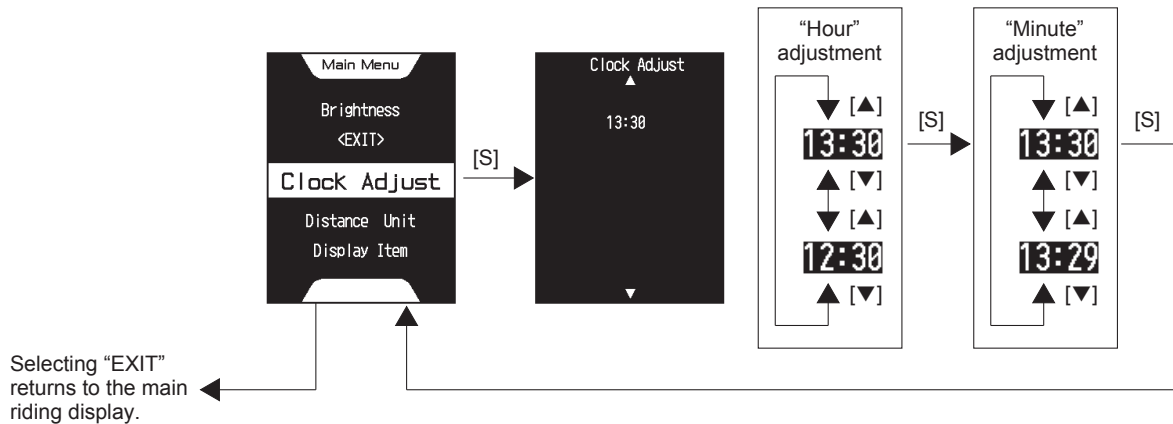 Main Menu
Brightness
<EXIT>
Clock Adjust
Distance Unit
Display Item
[S]
Clock Adjust
▲
13:30
▼
“Hour”
adjustment
[▲]
13:30
[▼]
[▲]
12:30
[▼]
[S]
“Minute”
adjustment
[▲]
13:30
[▼]
[▲]
13:29
[▼]
[S]
Selecting “EXIT”
returns to the main
riding display.